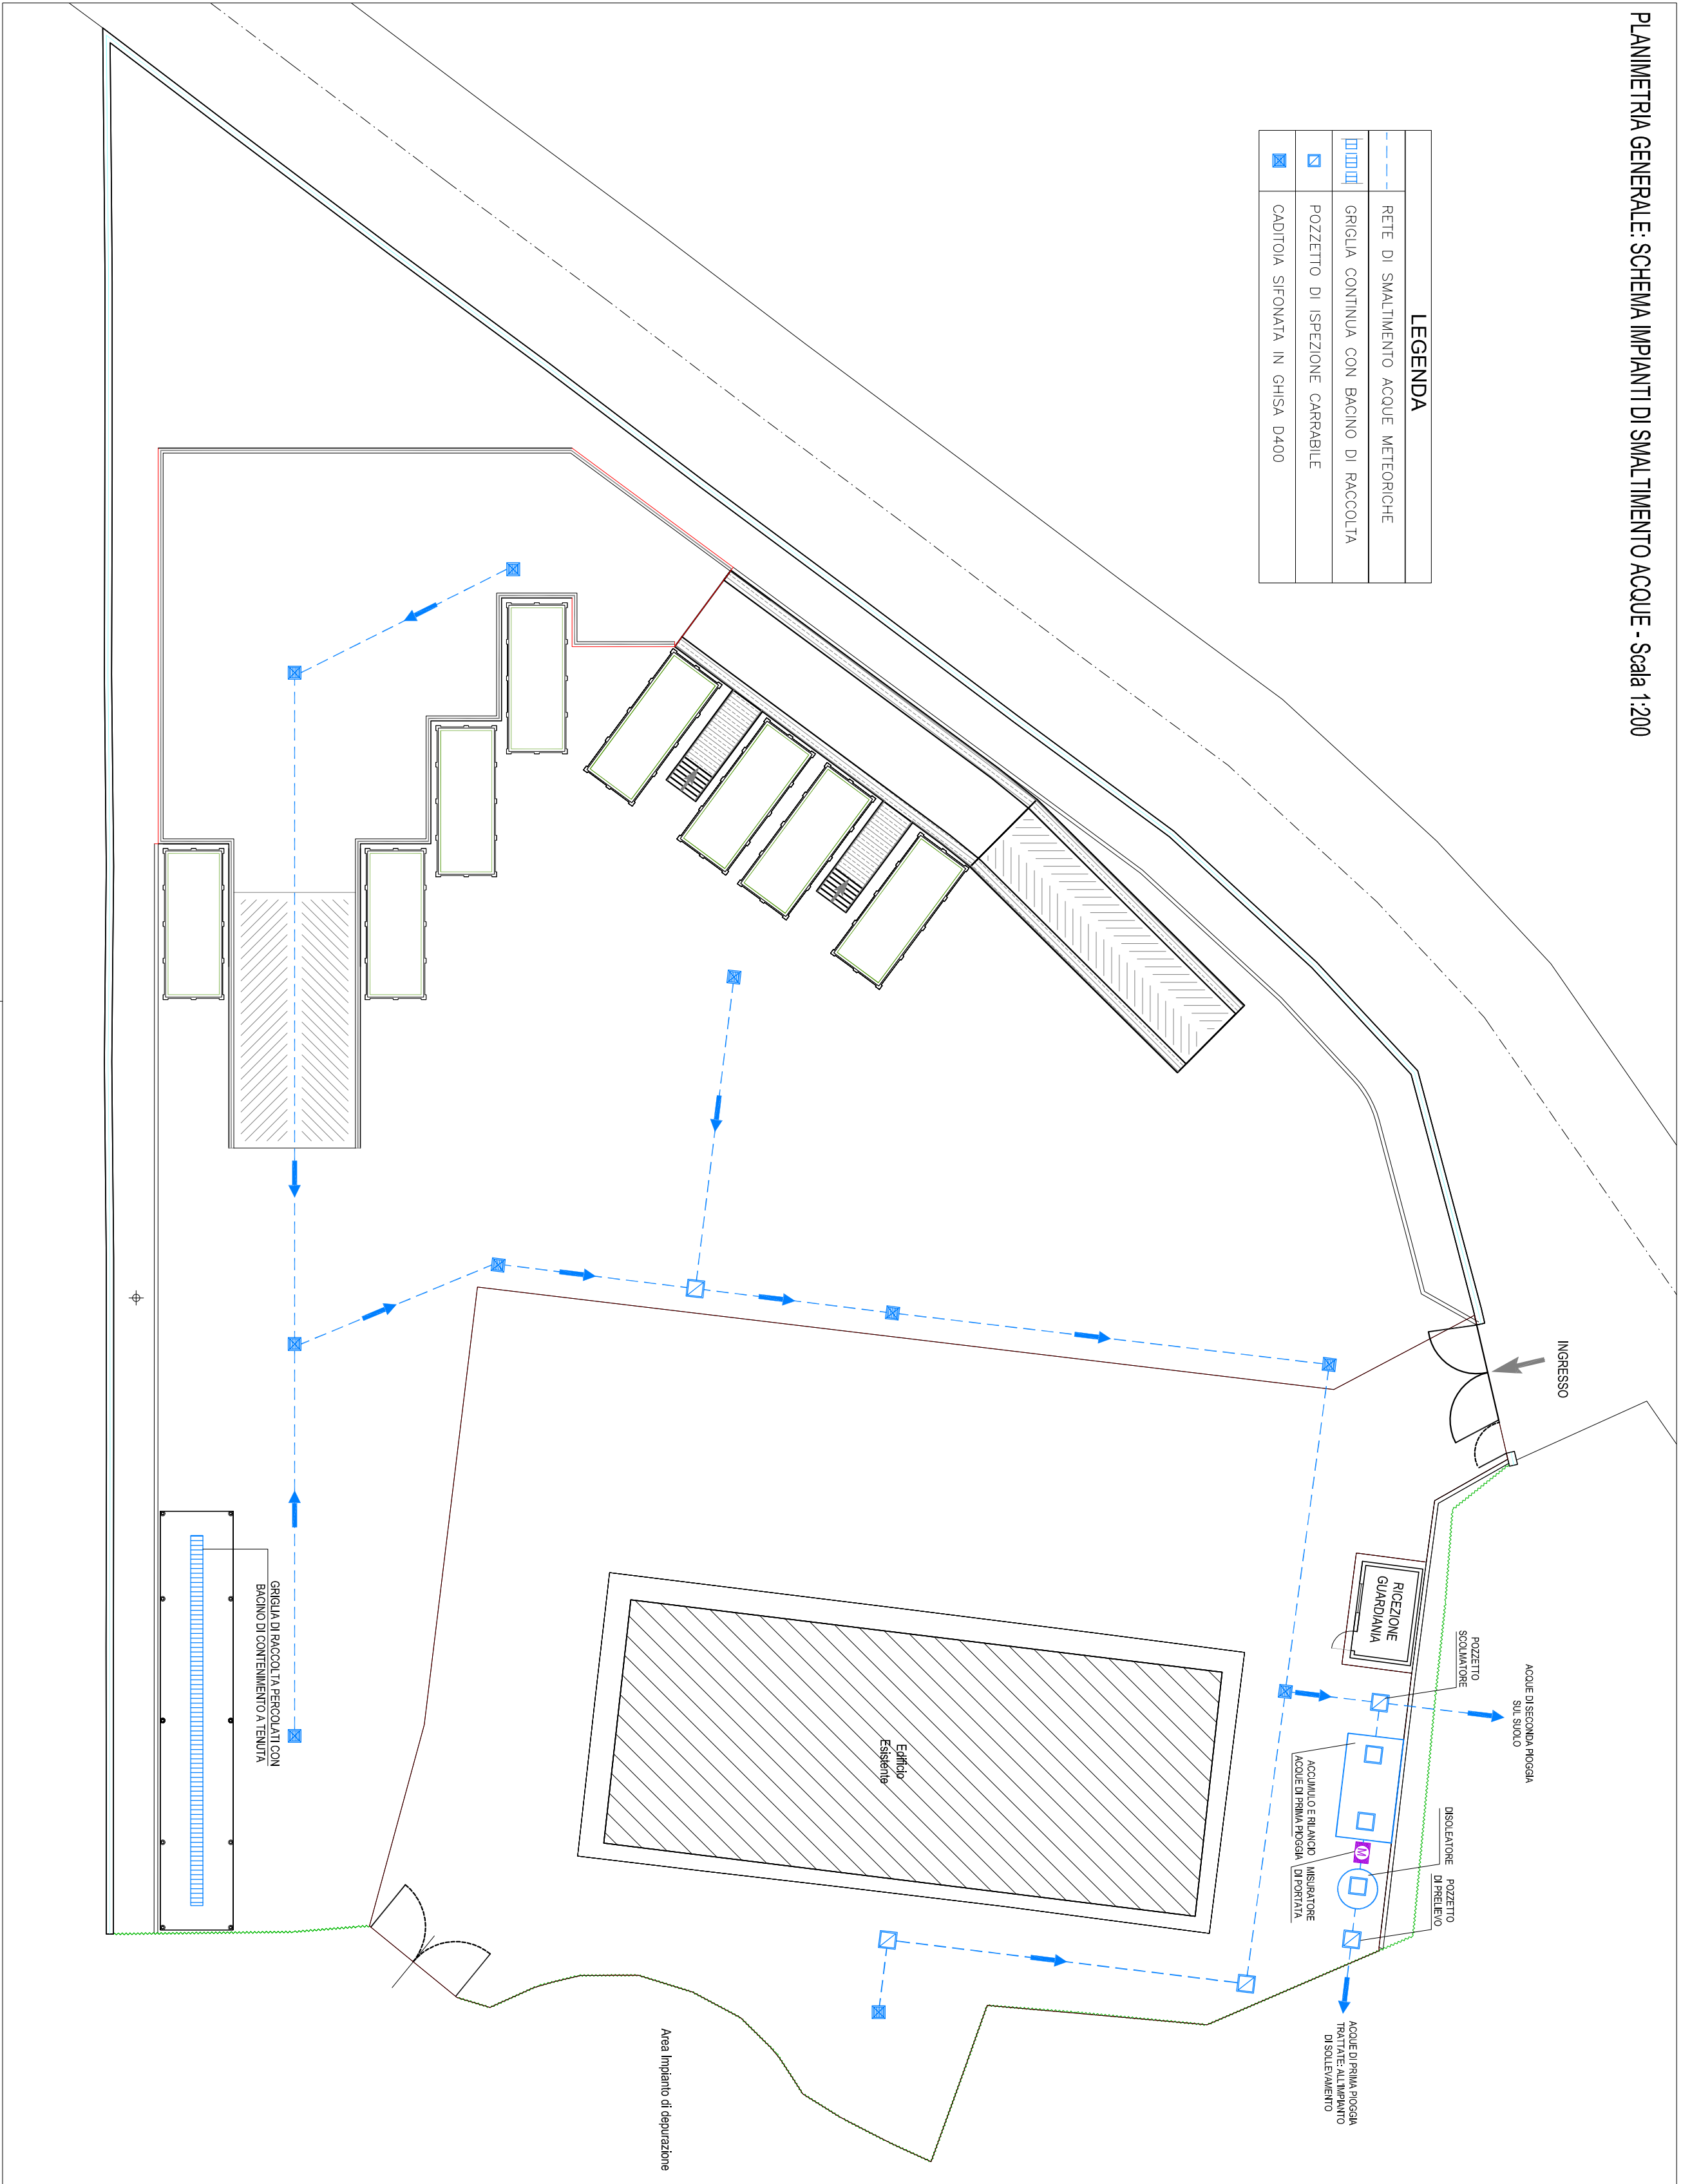 PLANIMETRIA GENERALE: SCHEMA IMPIANTI DI SMALTIMENTO ACQUE - Scala 1:200
LEGENDA
RETE DI SMALTIMENTO ACQUE METEORICHE
GRIGLIA CONTINUA CON BACINO DI RACCOLTA
POZZETTO DI ISPEZIONE CARRABILE
CADITOIA SIFONATA IN GHISA D400
INGRESSO
RICEZIONE
GUARDIANIA
POZZETTO
SCOLMATORE
ACQUE DI SECONDA PIOGGIA
SUL SUOLO
DISOLEATORE
POZZETTO
DI PRELIEVO
ACCUMULO E RILANCIO
ACQUE DI PRIMA PIOGGIA
MISURATORE
DI PORTATA
M
ACQUE DI PRIMA PIOGGIA
TRATTATE: ALL'IMPIANTO
DI SOLLEVAMENTO
Edificio
Esistente
Area Impianto di depurazione
GRIGLIA DI RACCOLTA PERCOLATI CON
BACINO DI CONTENIMENTO A TENUTA